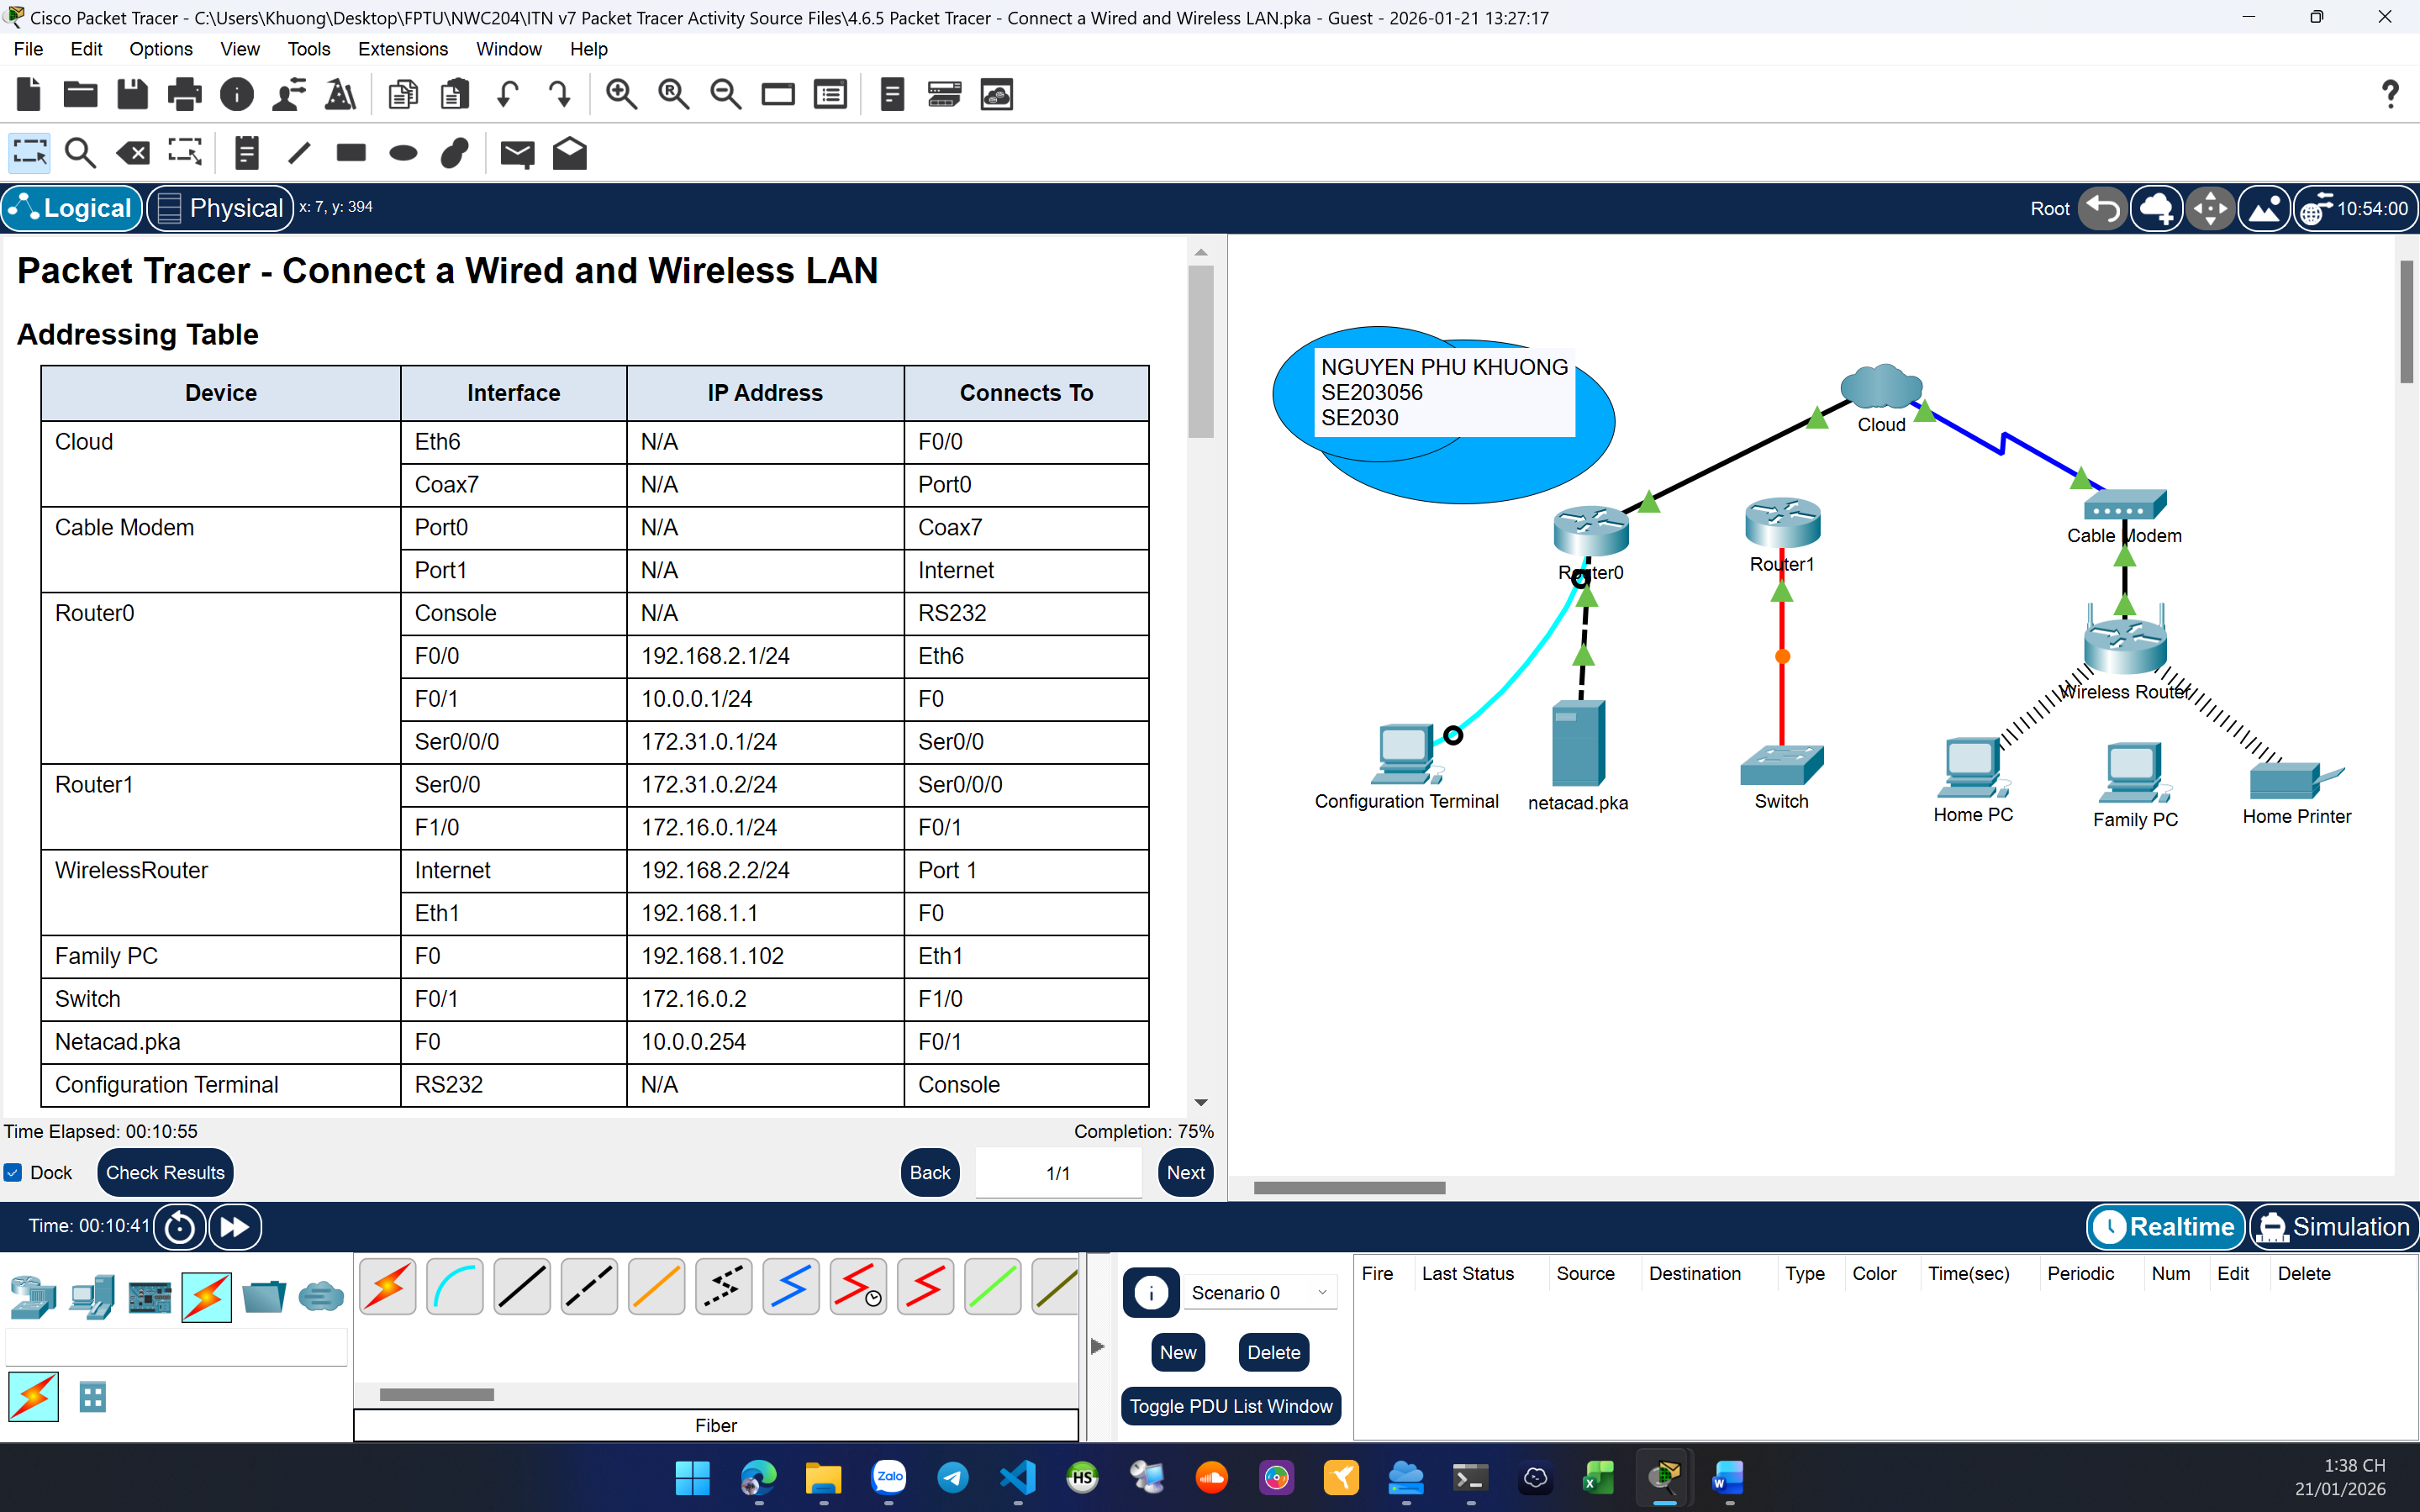 Cisco Packet Tracer - C:\Users\Khuong\Desktop\FPTU\NWC204\ITN v7 Packet Tracer Activity Source Files\4.6.5 Packet Tracer - Connect a Wired and Wireless LAN.pka - Guest - 2026-01-21 13:27:17
File Edit Options View Tools Extensions Window Help
Logical Physical x: 7, y: 394 Root 10:54:00
Packet Tracer - Connect a Wired and Wireless LAN
Addressing Table
Device Interface IP Address Connects To
Cloud Eth6 N/A F0/0
Coax7 N/A Port0
Cable Modem Port0 N/A Coax7
Port1 N/A Internet
Router0 Console N/A RS232
F0/0 192.168.2.1/24 Eth6
F0/1 10.0.0.1/24 F0
Ser0/0/0 172.31.0.1/24 Ser0/0
Router1 Ser0/0 172.31.0.2/24 Ser0/0/0
F1/0 172.16.0.1/24 F0/1
WirelessRouter Internet 192.168.2.2/24 Port 1
Eth1 192.168.1.1 F0
Family PC F0 192.168.1.102 Eth1
Switch F0/1 172.16.0.2 F1/0
Netacad.pka F0 10.0.0.254 F0/1
Configuration Terminal RS232 N/A Console
Time Elapsed: 00:10:55 Completion: 75%
Dock Check Results Back 1/1 Next
NGUYEN PHU KHUONG
SE203056
SE2030
Cloud
Cable Modem
Router0
Router1
Wireless Router
Configuration Terminal
netacad.pka
Switch
Home PC
Family PC
Home Printer
Time: 00:10:41 Realtime Simulation
Scenario 0
New Delete
Toggle PDU List Window
Fire Last Status Source Destination Type Color Time(sec) Periodic Num Edit Delete
Fiber
Zalo
HS
1:38 CH
21/01/2026